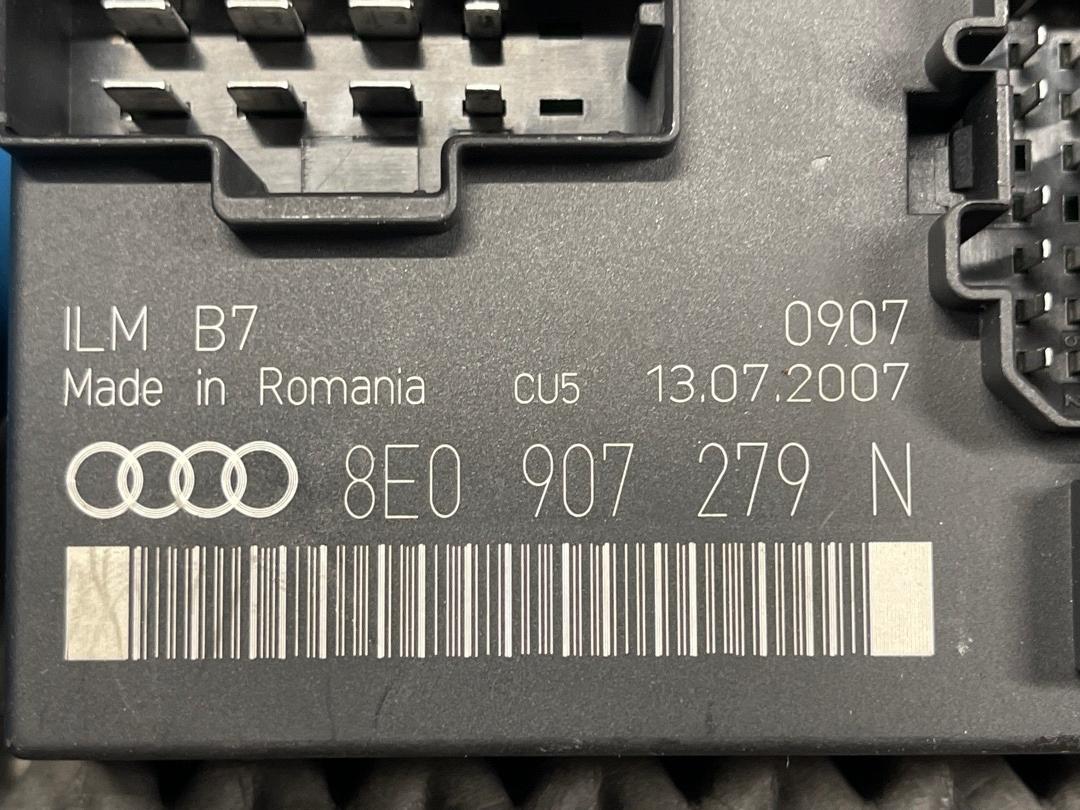 ILM B7 0907
Made in Romania CU5 13.07.2007
8E0 907 279 N